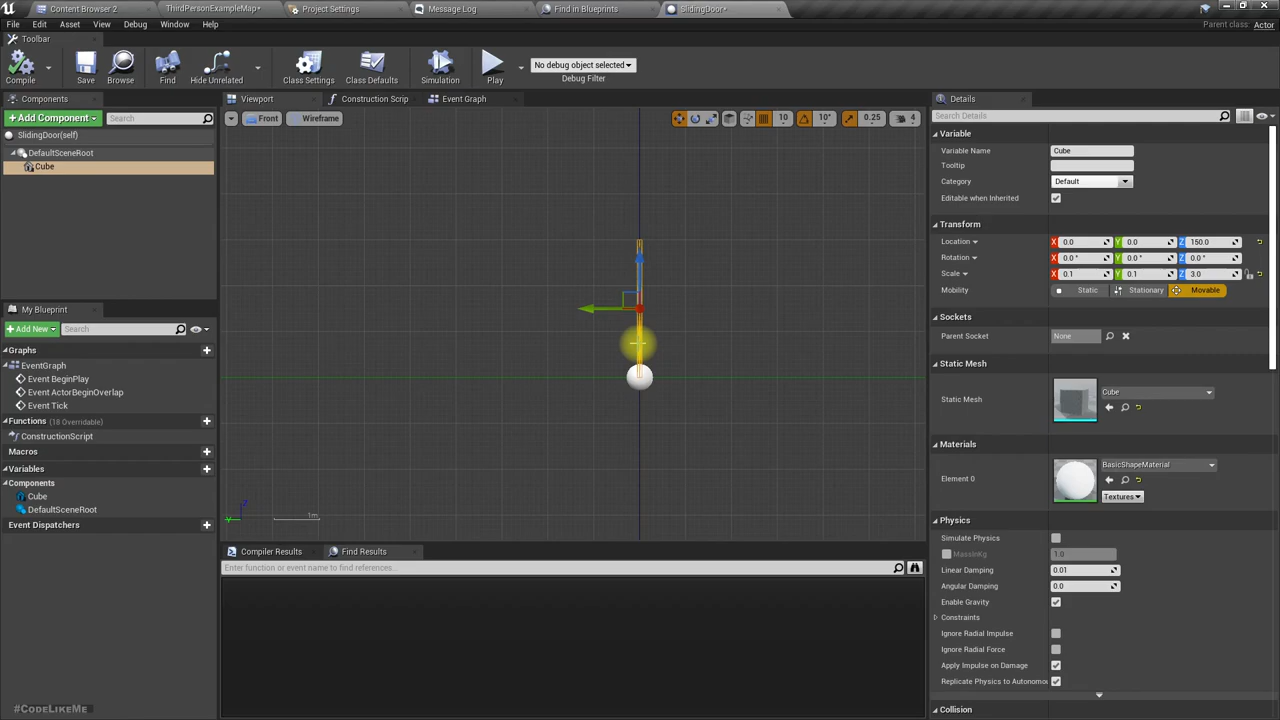 Content Browser 2
ThirdPersonExampleMap*
Project Settings
Message Log
Find in Blueprints
SlidingDoor*
File
Edit
Asset
View
Debug
Window
Help
Parent class: Actor
Toolbar
Compile
Save
Browse
Find
Hide Unrelated
Class Settings
Class Defaults
Simulation
Play
No debug object selected
Debug Filter
Components
Viewport
Construction Scrip
Event Graph
Details
+Add Component
Search
Front
Wireframe
10
10°
0.25
4
Search Details
SlidingDoor(self)
DefaultSceneRoot
Cube
Variable
Variable Name
Cube
Tooltip
Category
Default
Editable when Inherited
Transform
Location
X 0.0
Y 0.0
Z 150.0
Rotation
X 0.0 °
Y 0.0 °
Z 0.0 °
Scale
X 0.1
Y 0.1
Z 3.0
Mobility
Static
Stationary
Movable
Sockets
Parent Socket
None
Static Mesh
Static Mesh
Cube
Materials
Element 0
BasicShapeMaterial
Textures
Physics
Simulate Physics
MassInKg
1.0
Linear Damping
0.01
Angular Damping
0.0
Enable Gravity
Constraints
Ignore Radial Impulse
Ignore Radial Force
Apply Impulse on Damage
Replicate Physics to Autonomou
Collision
My Blueprint
+Add New
Search
Graphs
EventGraph
Event BeginPlay
Event ActorBeginOverlap
Event Tick
Functions (18 Overridable)
ConstructionScript
Macros
Variables
Components
Cube
DefaultSceneRoot
Event Dispatchers
z
y
1m
Compiler Results
Find Results
Enter function or event name to find references...
#CodeLikeMe